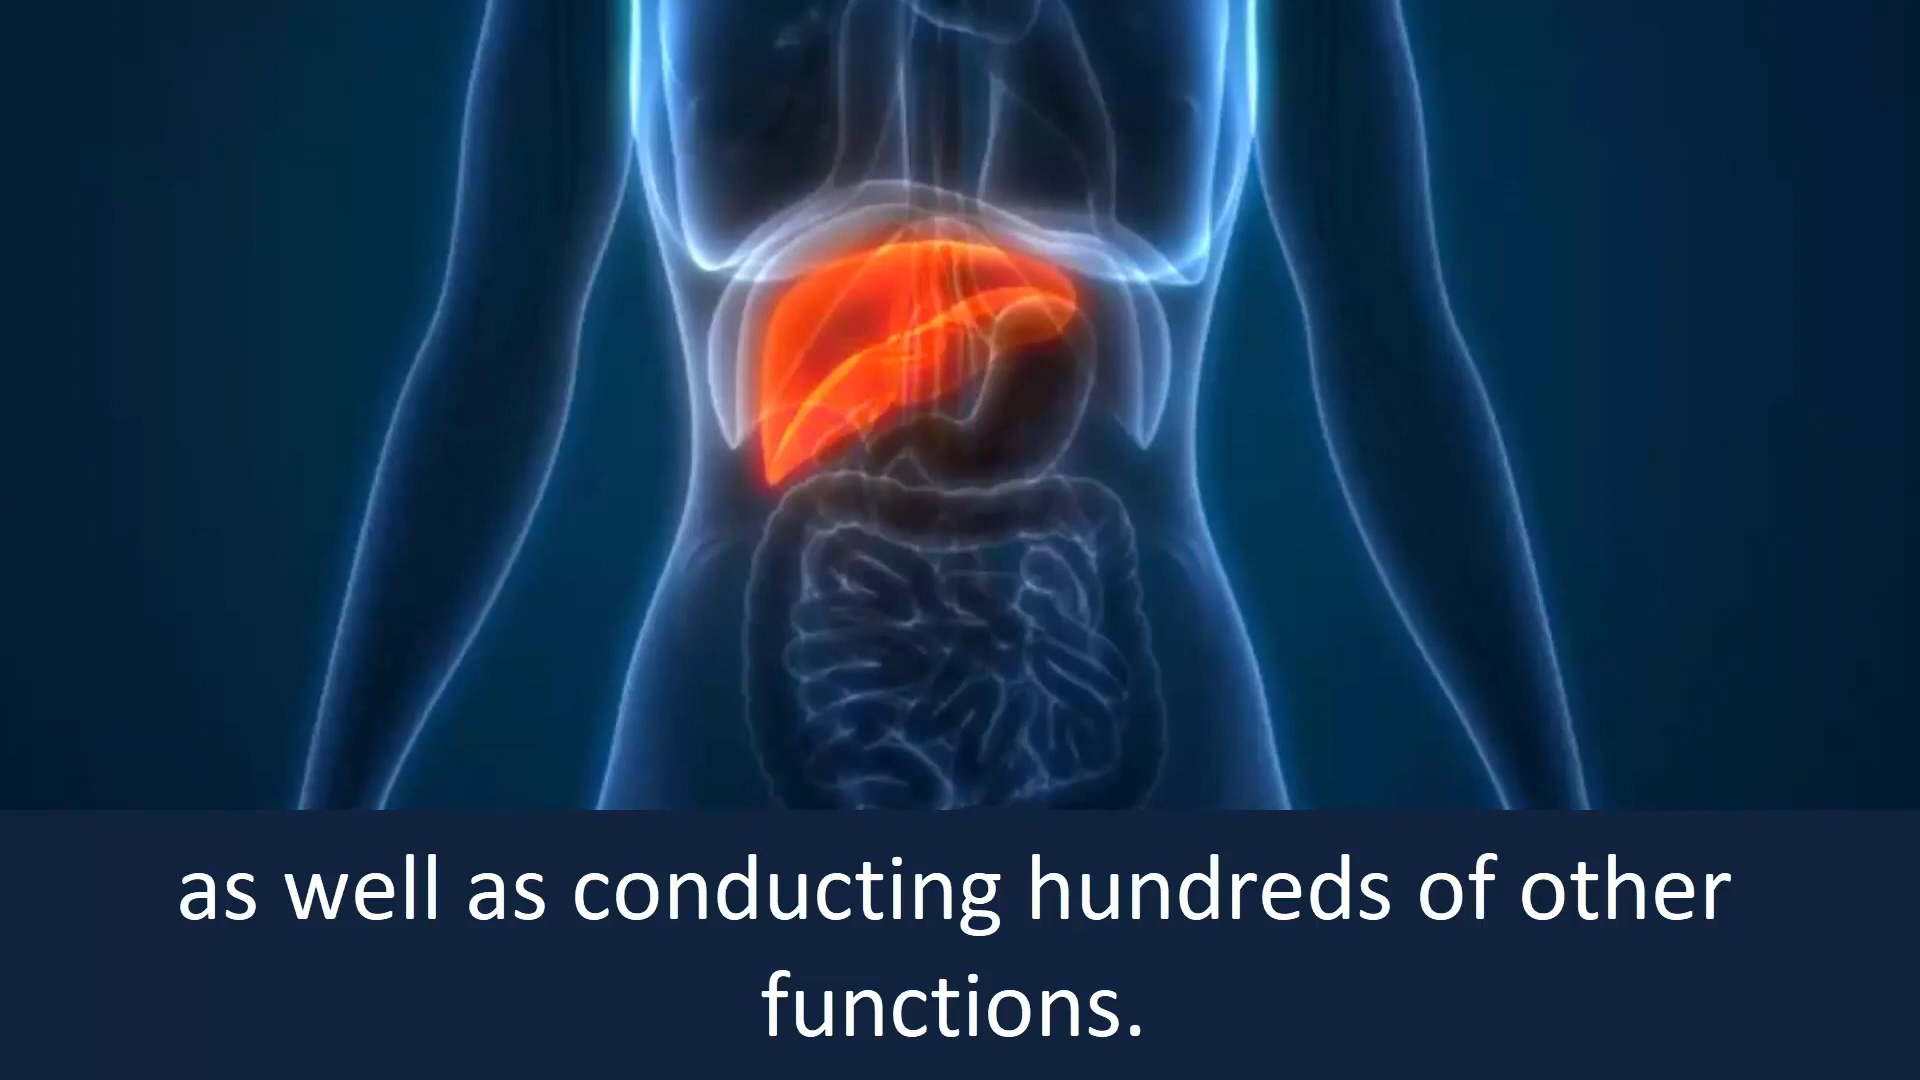 as well as conducting hundreds of other
functions.